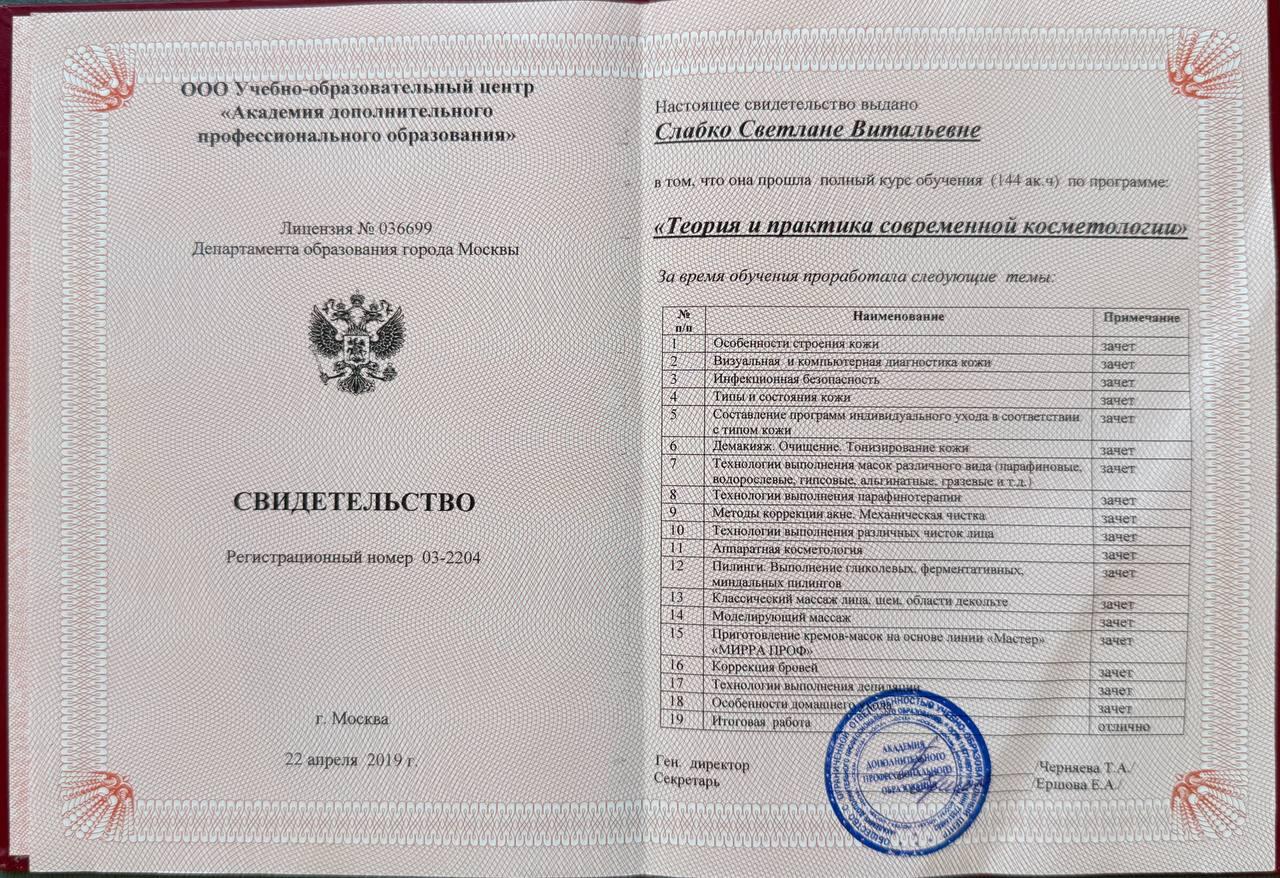 ООО Учебно-образовательный центр
«Академия дополнительного
профессионального образования»
Лицензия № 036699
Департамента образования города Москвы
СВИДЕТЕЛЬСТВО
Регистрационный номер 03-2204
г. Москва
22 апреля 2019 г.
Настоящее свидетельство выдано
Слабко Светлане Витальевне
в том, что она прошла полный курс обучения (144 ак.ч) по программе:
«Теория и практика современной косметологии»
За время обучения проработала следующие темы:
№ п/п Наименование Примечание
1 Особенности строения кожи зачет
2 Визуальная и компьютерная диагностика кожи зачет
3 Инфекционная безопасность зачет
4 Типы и состояния кожи зачет
5 Составление программ индивидуального ухода в соответствии зачет
с типом кожи
6 Демакияж. Очищение. Тонизирование кожи зачет
7 Технологии выполнения масок различного вида (парафиновые, зачет
водорослевые, гипсовые, альгинатные, грязевые и т.д.)
8 Технологии выполнения парафинотерапии зачет
9 Методы коррекции акне. Механическая чистка зачет
10 Технологии выполнения различных чисток лица зачет
11 Аппаратная косметология зачет
12 Пилинги. Выполнение гликолевых, ферментативных, зачет
миндальных пилингов
13 Классический массаж лица, шеи, области декольте зачет
14 Моделирующий массаж зачет
15 Приготовление кремов-масок на основе линии «Мастер» зачет
«МИРРА ПРОФ»
16 Коррекция бровей зачет
17 Технологии выполнения депиляции зачет
18 Особенности домашнего ухода зачет
19 Итоговая работа отлично
Ген. директор /Черняева Т.А./
Секретарь /Ершова Е.А./
АКАДЕМИЯ
ДОПОЛНИТЕЛЬНОГО
ПРОФЕССИОНАЛЬНОГО
ОБРАЗОВАНИЯ